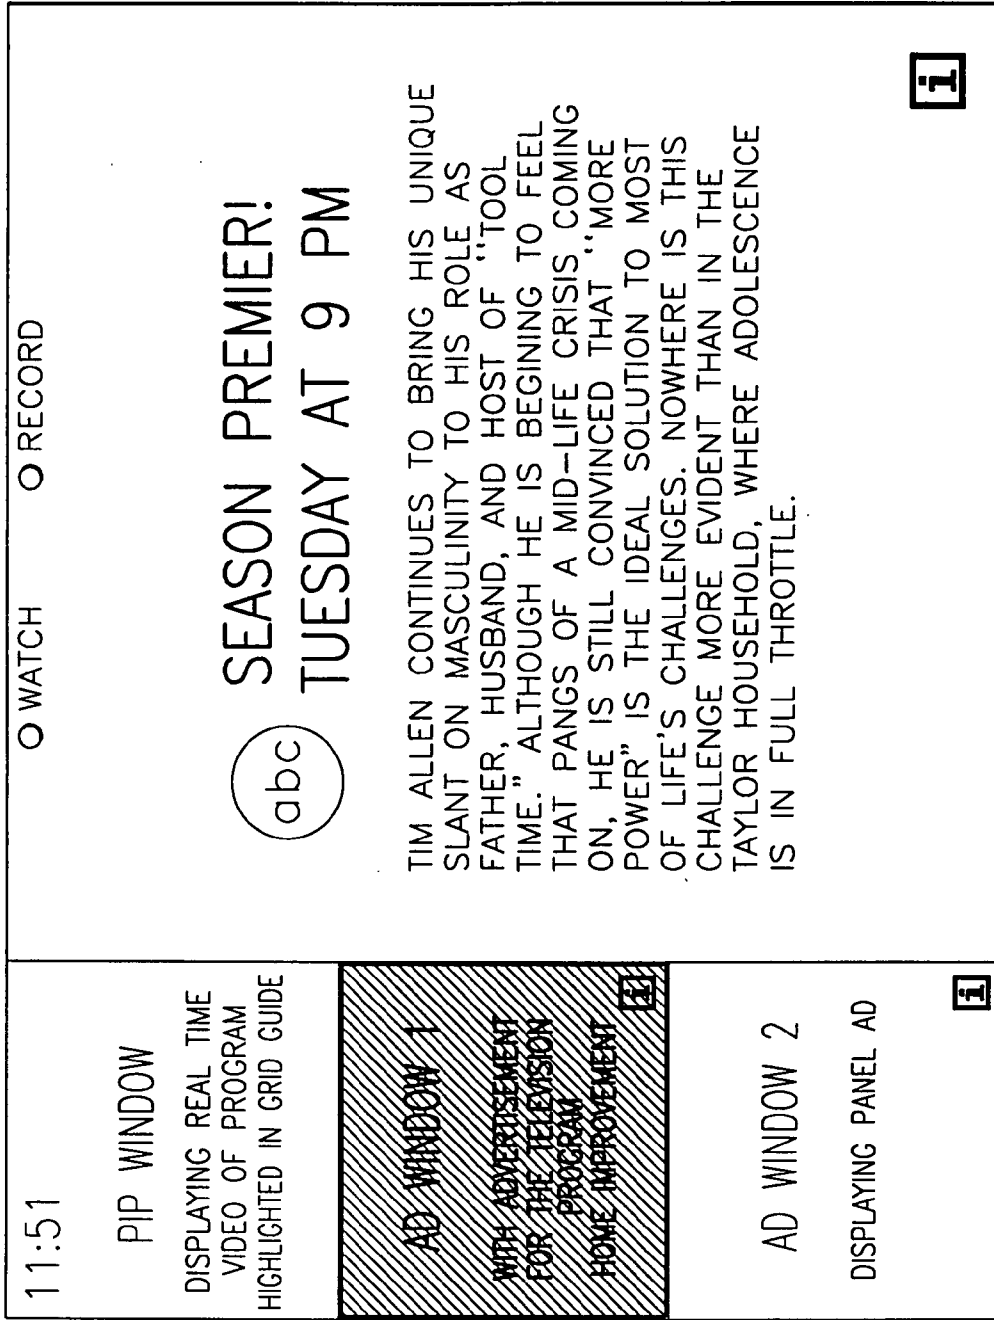 11:51
PIP WINDOW
DISPLAYING REAL TIME
VIDEO OF PROGRAM
HIGHLIGHTED IN GRID GUIDE
AD WINDOW 1
WITH ADVERTISEMENT
FOR THE TELEVISION
PROGRAM
HOME IMPROVEMENT
i
AD WINDOW 2
DISPLAYING PANEL AD
i
O WATCH O RECORD
abc
SEASON PREMIER!
TUESDAY AT 9 PM
TIM ALLEN CONTINUES TO BRING HIS UNIQUE
SLANT ON MASCULINITY TO HIS ROLE AS
FATHER, HUSBAND, AND HOST OF ``TOOL
TIME." ALTHOUGH HE IS BEGINING TO FEEL
THAT PANGS OF A MID-LIFE CRISIS COMING
ON, HE IS STILL CONVINCED THAT ``MORE
POWER" IS THE IDEAL SOLUTION TO MOST
OF LIFE'S CHALLENGES. NOWHERE IS THIS
CHALLENGE MORE EVIDENT THAN IN THE
TAYLOR HOUSEHOLD, WHERE ADOLESCENCE
IS IN FULL THROTTLE.
i